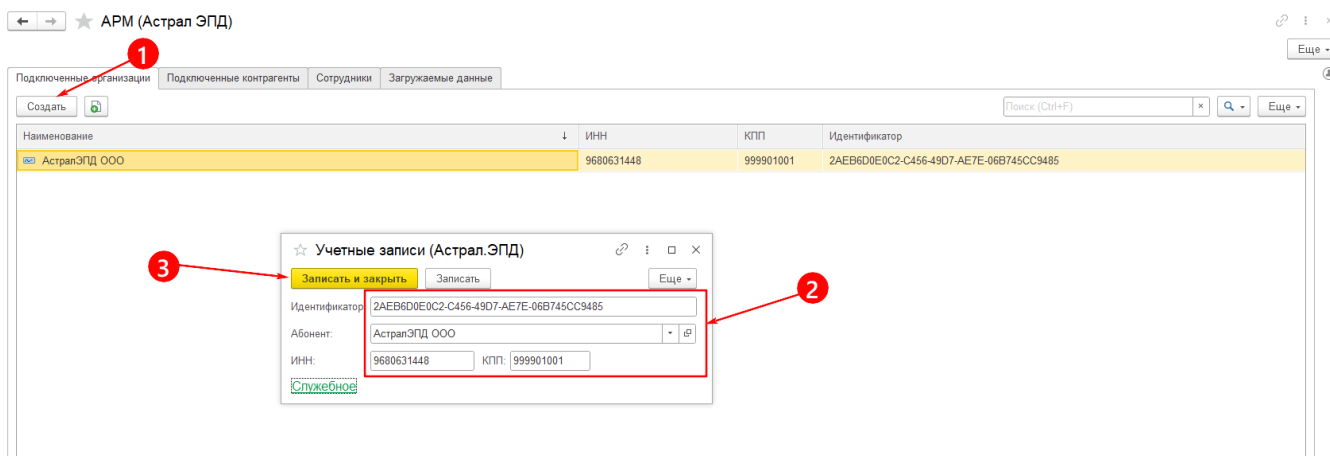 АРМ (Астрал ЭПД)
Еще
1
Подключенные организации Подключенные контрагенты Сотрудники Загружаемые данные
Создать Поиск (Ctrl+F) × Еще
Наименование ↓ ИНН КПП Идентификатор
АстралЭПД ООО 9680631448 999901001 2AEB6D0E0C2-C456-49D7-AE7E-06B745CC9485
Учетные записи (Астрал.ЭПД)
3
Записать и закрыть Записать Еще
2
Идентификатор 2AEB6D0E0C2-C456-49D7-AE7E-06B745CC9485
Абонент: АстралЭПД ООО
ИНН: 9680631448 КПП: 999901001
Служебное